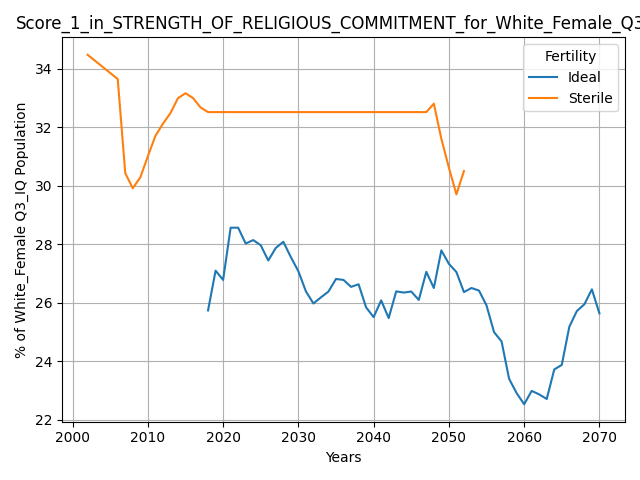 Score_1_in_STRENGTH_OF_RELIGIOUS_COMMITMENT_for_White_Female_Q3
Fertility
Ideal
Sterile
% of White_Female Q3_IQ Population
34
32
30
28
26
24
22
2000 2010 2020 2030 2040 2050 2060 2070
Years